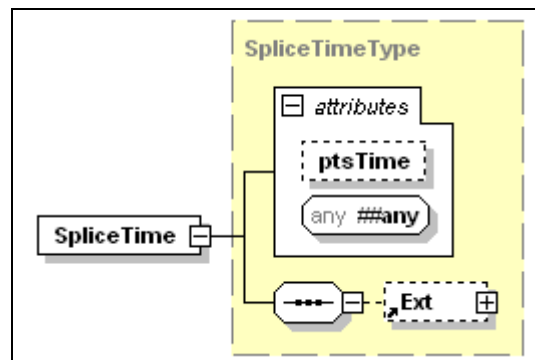 SpliceTimeType
attributes
ptsTime
any ##any
SpliceTime
Ext